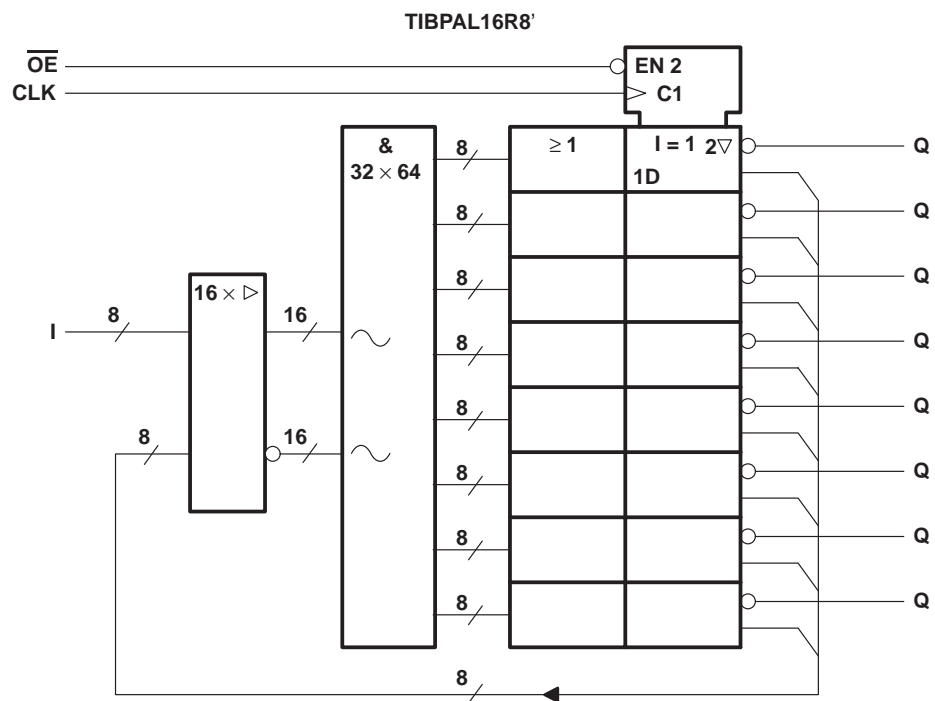 TIBPAL16R8’
OE
EN 2
CLK
C1
&
32 × 64
8
≥ 1
I = 1
2▽
Q
1D
8
Q
8
Q
16 × ▷
I
8
16
8
Q
8
16
8
Q
8
Q
8
Q
8
Q
8